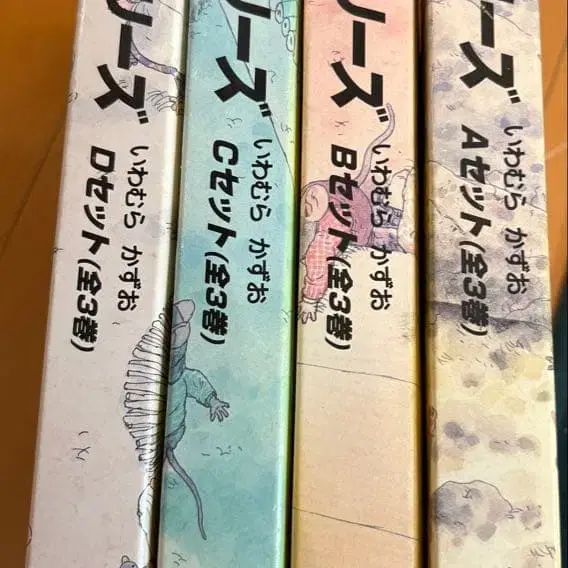 リーズ
いわむら かずお
Aセット(全3巻)
リーズ
いわむら かずお
Bセット(全3巻)
リーズ
いわむら かずお
Cセット(全3巻)
リーズ
いわむら かずお
Dセット(全3巻)